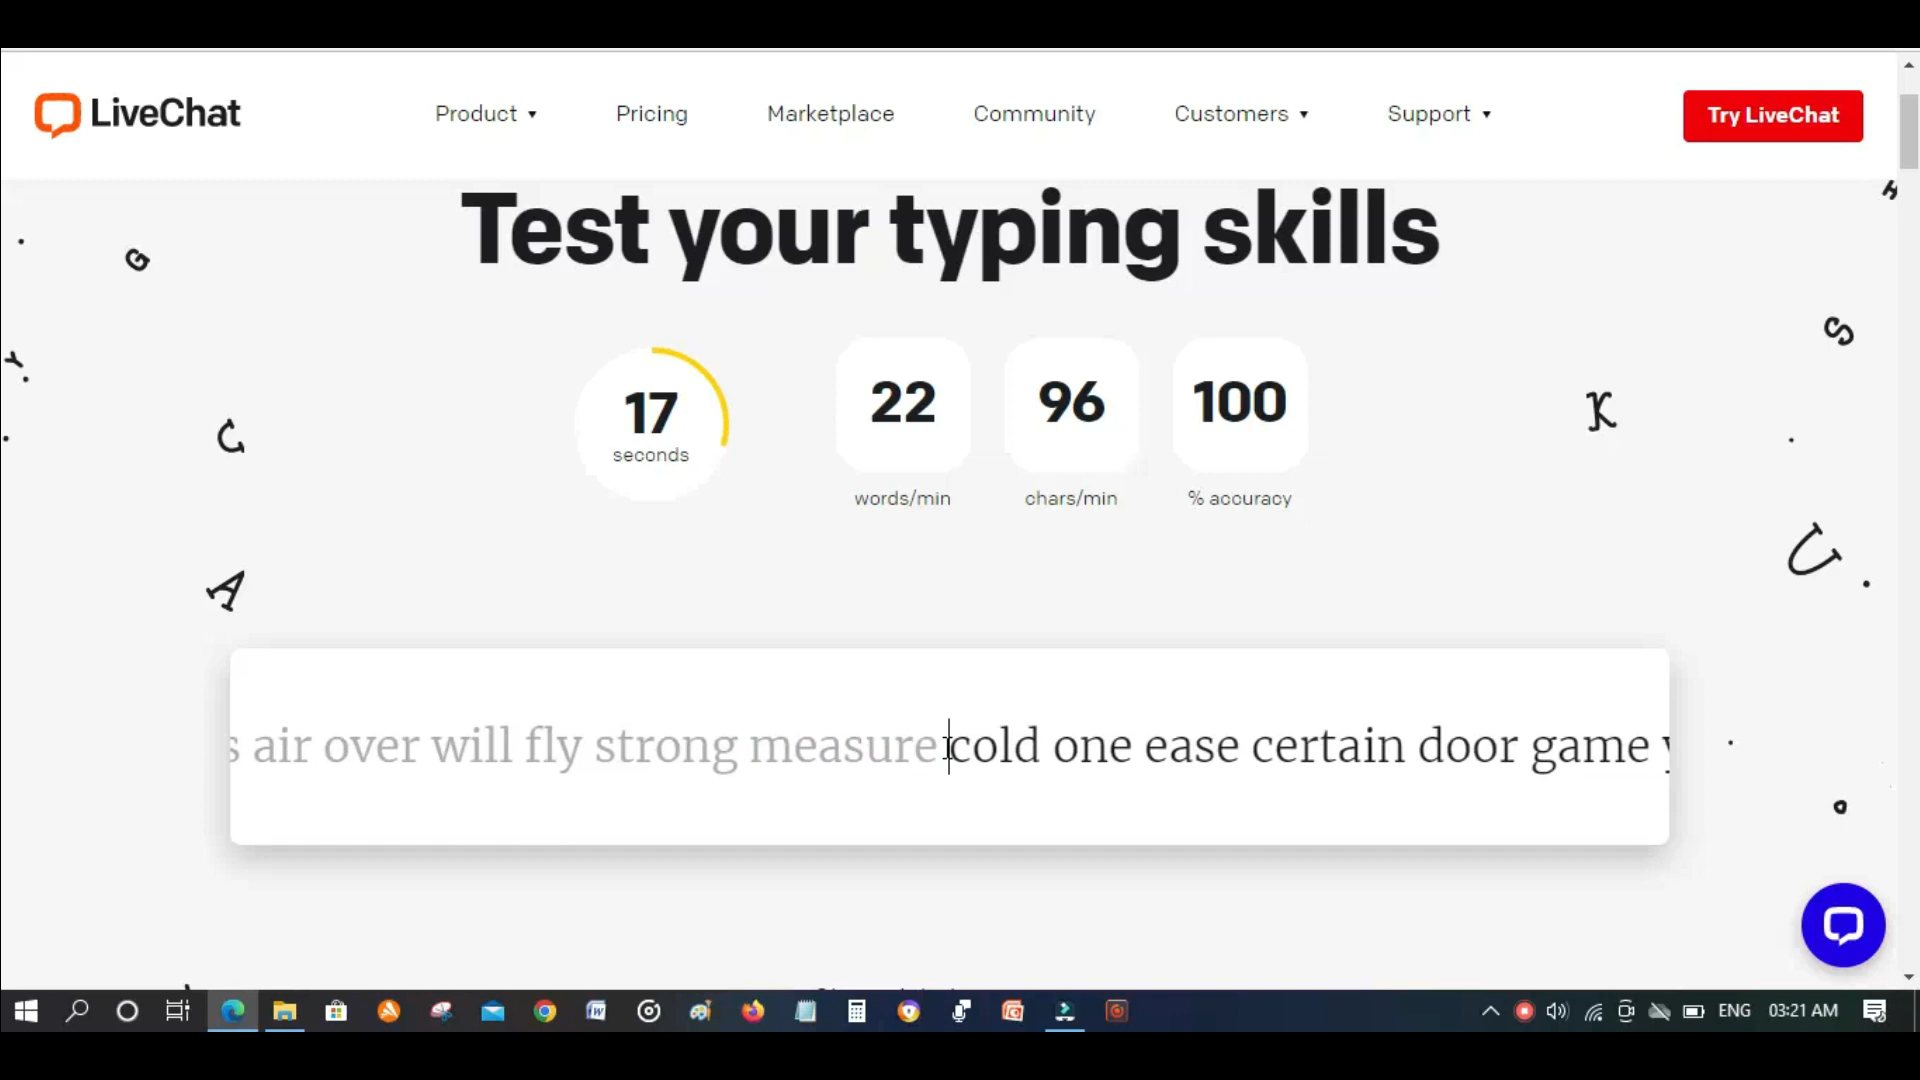 LiveChat
Product ▾ Pricing Marketplace Community Customers ▾ Support ▾ Try LiveChat
Test your typing skills
17
seconds
22
words/min
96
chars/min
100
% accuracy
G
Y
C
A
H
S
K
U
s air over will fly strong measure cold one ease certain door game
ENG 03:21 AM